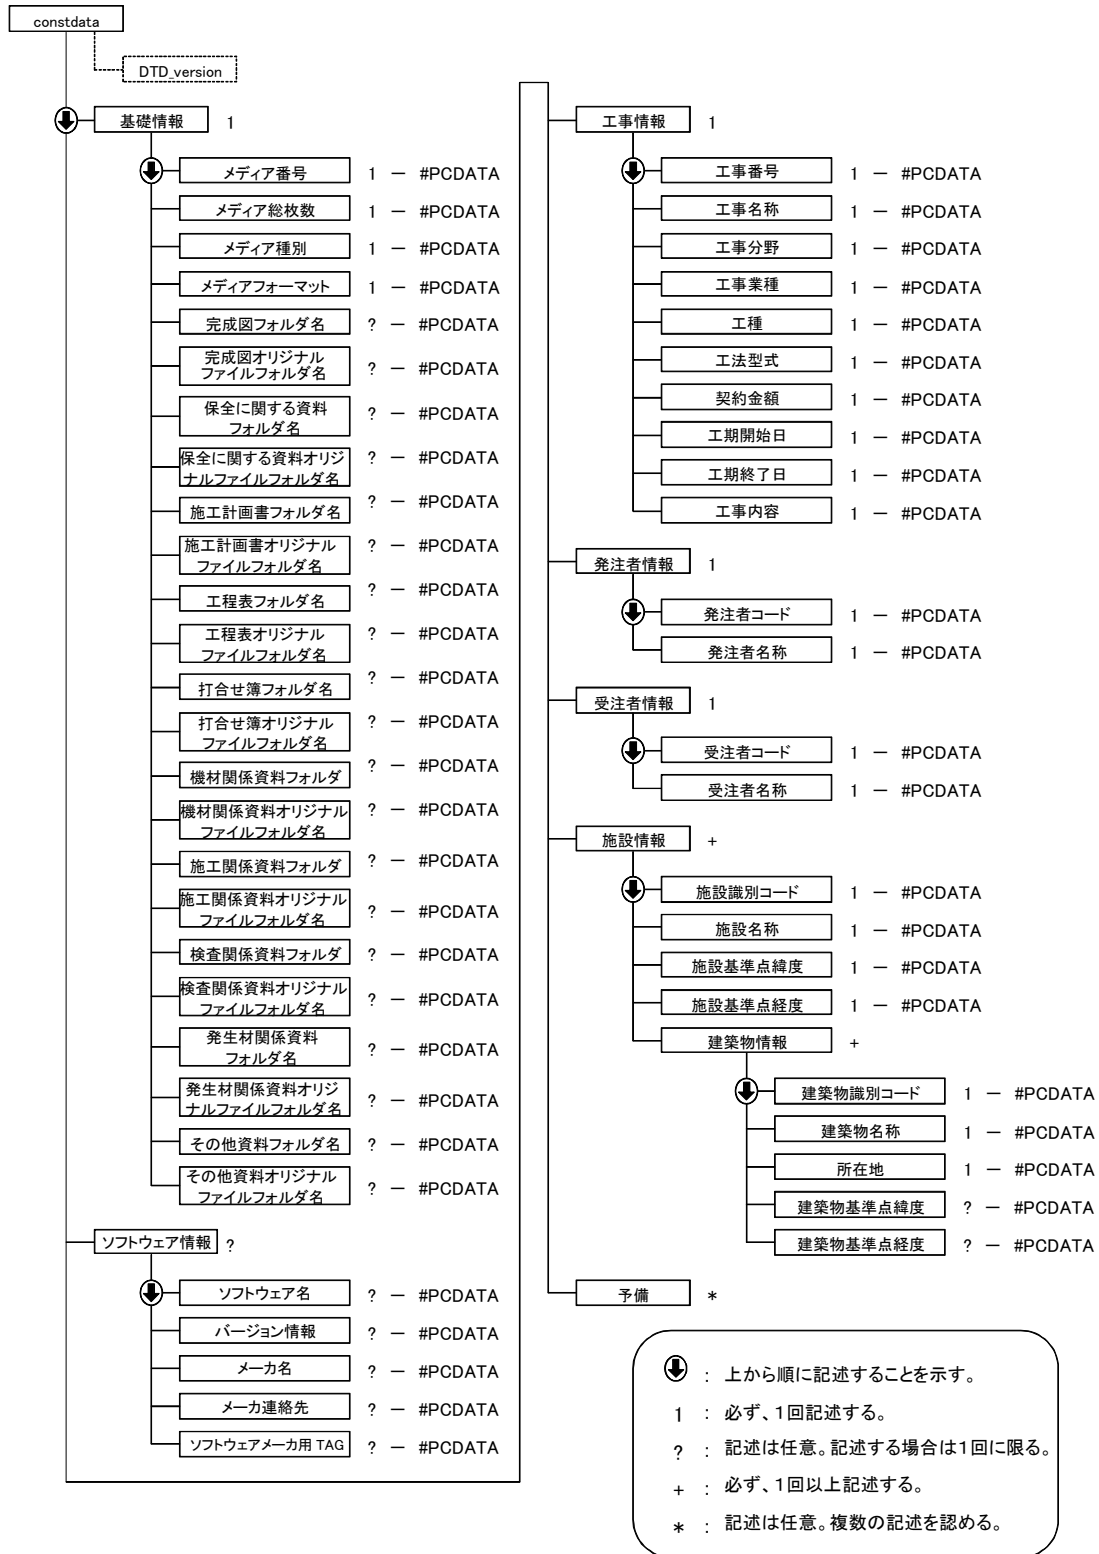 constdata
DTD_version
基礎情報 1
メディア番号 1 － #PCDATA
メディア総枚数 1 － #PCDATA
メディア種別 1 － #PCDATA
メディアフォーマット 1 － #PCDATA
完成図フォルダ名 ? － #PCDATA
完成図オリジナル
ファイルフォルダ名 ? － #PCDATA
保全に関する資料
フォルダ名 ? － #PCDATA
保全に関する資料オリジ
ナルファイルフォルダ名 ? － #PCDATA
施工計画書フォルダ名 ? － #PCDATA
施工計画書オリジナル
ファイルフォルダ名 ? － #PCDATA
工程表フォルダ名 ? － #PCDATA
工程表オリジナル
ファイルフォルダ名 ? － #PCDATA
打合せ簿フォルダ名 ? － #PCDATA
打合せ簿オリジナル
ファイルフォルダ名 ? － #PCDATA
機材関係資料フォルダ ? － #PCDATA
機材関係資料オリジナル
ファイルフォルダ名 ? － #PCDATA
施工関係資料フォルダ ? － #PCDATA
施工関係資料オリジナル
ファイルフォルダ名 ? － #PCDATA
検査関係資料フォルダ ? － #PCDATA
検査関係資料オリジナル
ファイルフォルダ名 ? － #PCDATA
発生材関係資料
フォルダ名 ? － #PCDATA
発生材関係資料オリジ
ナルファイルフォルダ名 ? － #PCDATA
その他資料フォルダ名 ? － #PCDATA
その他資料オリジナル
ファイルフォルダ名 ? － #PCDATA
ソフトウェア情報 ?
ソフトウェア名 ? － #PCDATA
バージョン情報 ? － #PCDATA
メーカ名 ? － #PCDATA
メーカ連絡先 ? － #PCDATA
ソフトウェアメーカ用 TAG ? － #PCDATA
工事情報 1
工事番号 1 － #PCDATA
工事名称 1 － #PCDATA
工事分野 1 － #PCDATA
工事業種 1 － #PCDATA
工種 1 － #PCDATA
工法型式 1 － #PCDATA
契約金額 1 － #PCDATA
工期開始日 1 － #PCDATA
工期終了日 1 － #PCDATA
工事内容 1 － #PCDATA
発注者情報 1
発注者コード 1 － #PCDATA
発注者名称 1 － #PCDATA
受注者情報 1
受注者コード 1 － #PCDATA
受注者名称 1 － #PCDATA
施設情報 +
施設識別コード 1 － #PCDATA
施設名称 1 － #PCDATA
施設基準点緯度 1 － #PCDATA
施設基準点経度 1 － #PCDATA
建築物情報 +
建築物識別コード 1 － #PCDATA
建築物名称 1 － #PCDATA
所在地 1 － #PCDATA
建築物基準点緯度 ? － #PCDATA
建築物基準点経度 ? － #PCDATA
予備 *
： 上から順に記述することを示す。
1 ： 必ず、1回記述する。
? ： 記述は任意。記述する場合は1回に限る。
+ ： 必ず、1回以上記述する。
* ： 記述は任意。複数の記述を認める。